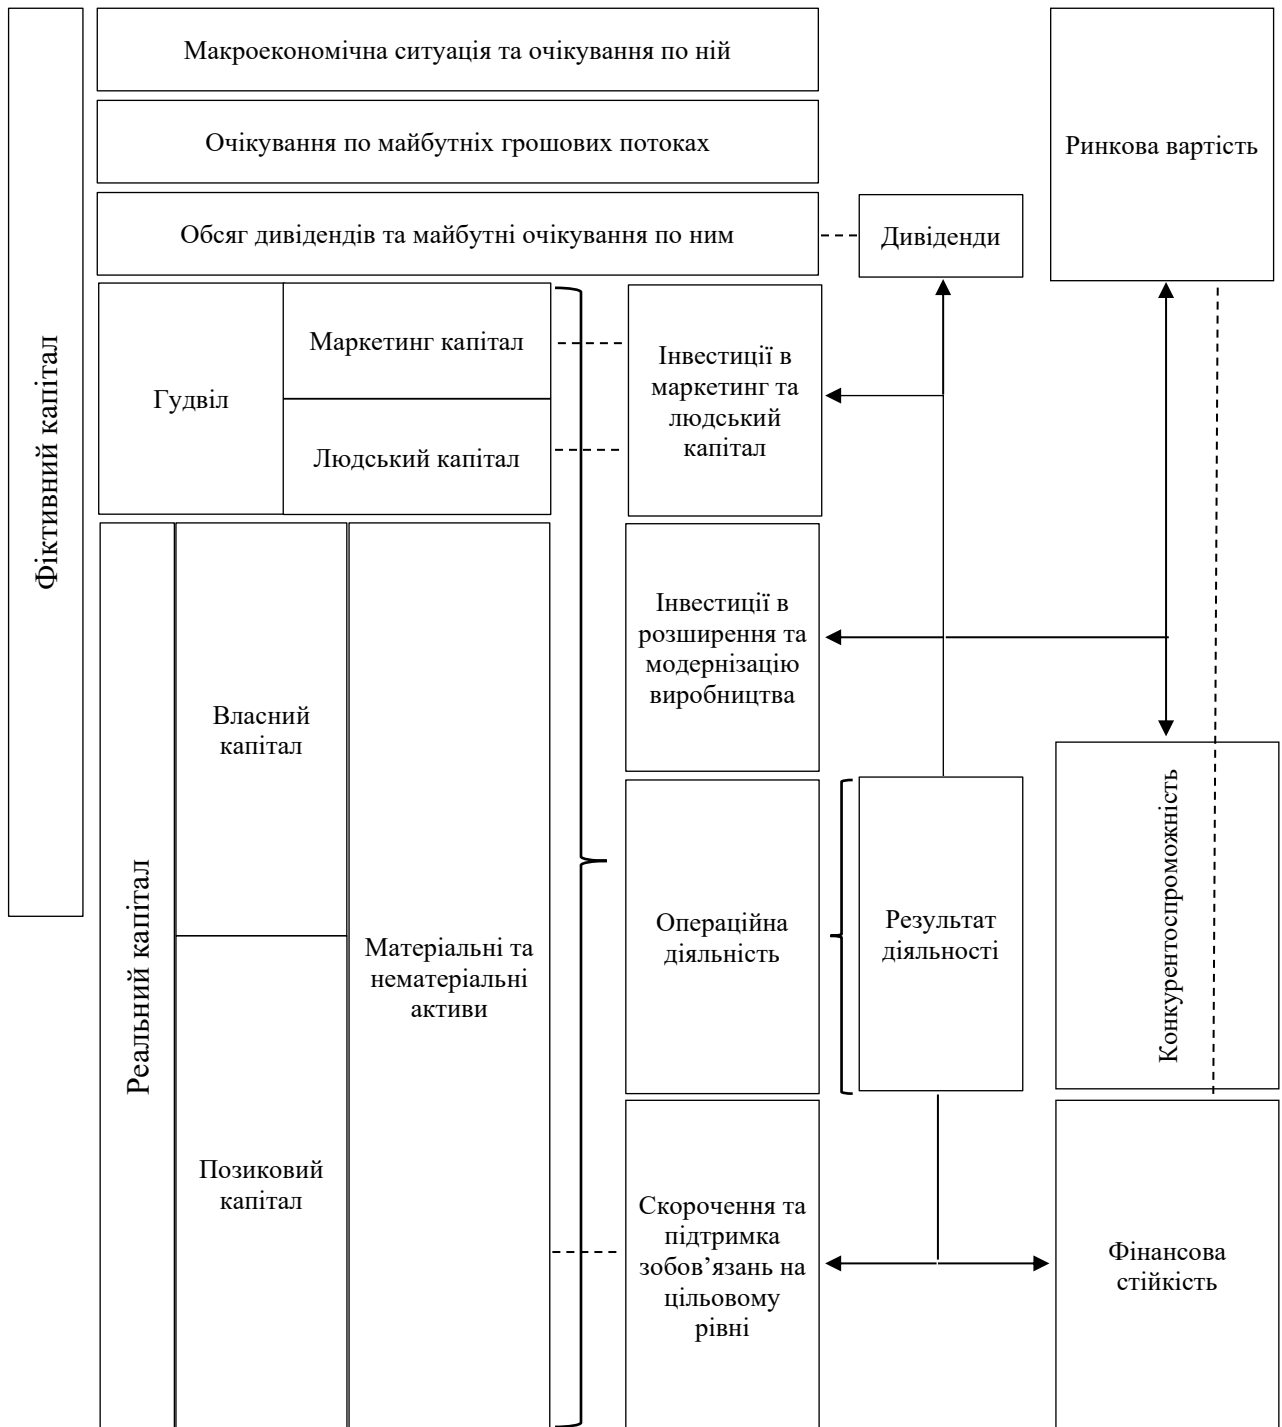 Макроекономічна ситуація та очікування по ній
Очікування по майбутніх грошових потоках
Обсяг дивідендів та майбутні очікування по ним
Дивіденди
Ринкова вартість
Фіктивний капітал
Гудвіл
Маркетинг капітал
Людський капітал
Інвестиції в
маркетинг та
людський
капітал
Реальний капітал
Власний
капітал
Позиковий
капітал
Матеріальні та
нематеріальні
активи
Інвестиції в
розширення та
модернізацію
виробництва
Операційна
діяльність
Результат
діяльності
Конкурентоспроможність
Скорочення та
підтримка
зобов’язань на
цільовому
рівні
Фінансова
стійкість